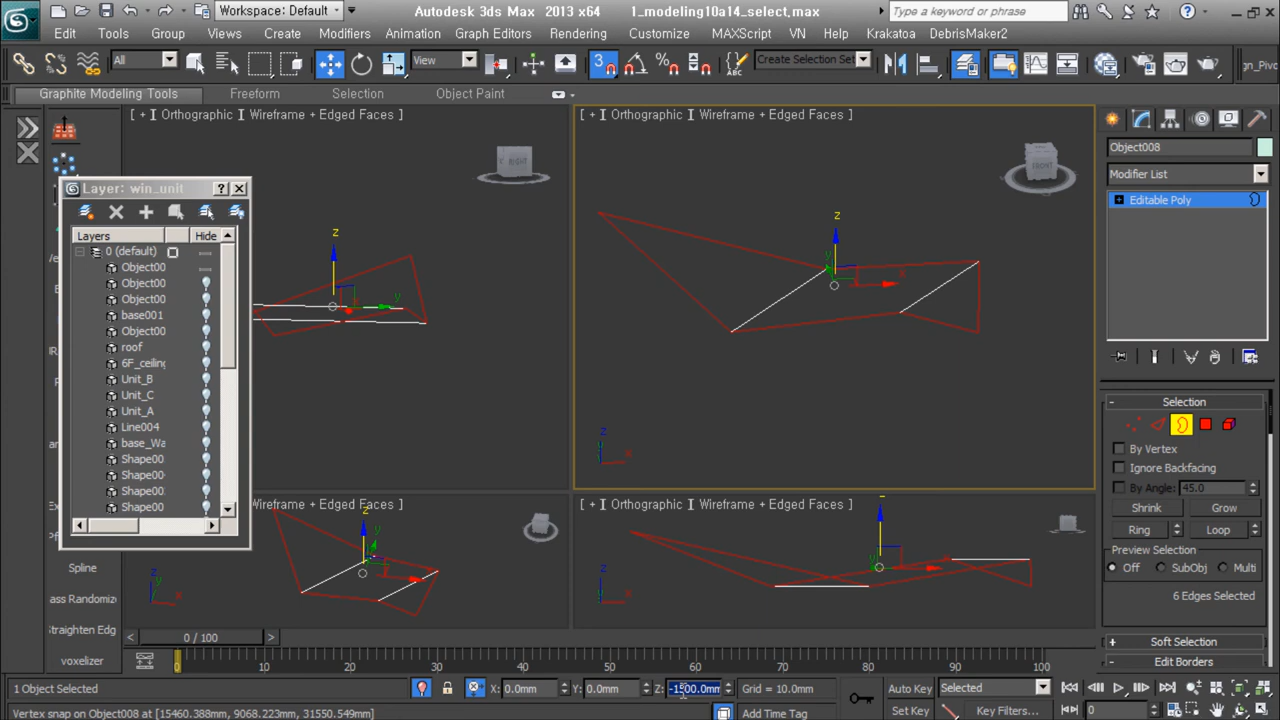 Workspace: Default
Autodesk 3ds Max 2013 x64
1_modeling10a14_select.max
Type a keyword or phrase
Edit Tools Group Views Create Modifiers Animation Graph Editors Rendering Customize MAXScript VN Help Krakatoa DebrisMaker2
All
View
3
Create Selection Set
Graphite Modeling Tools Freeform Selection Object Paint
[ + ] Orthographic ] Wireframe + Edged Faces ]
RIGHT
z
y
x
[ + ] Orthographic ] Wireframe + Edged Faces ]
FRONT
z
y
x
z
x
Wireframe + Edged Faces ]
z
y
x
z
y
x
[ + ] Orthographic ] Wireframe + Edged Faces ]
z
x
z
x
Layer: win_unit
Layers Hide
0 (default)
Object00
Object00
Object00
base001
Object00
roof
6F_ceiling
Unit_B
Unit_C
Unit_A
Line004
base_Wa
Shape00
Shape00
Shape00
Shape00
Spline
ass Randomiz
Straighten Edg
voxelizer
Object008
Modifier List
Editable Poly
Selection
By Vertex
Ignore Backfacing
By Angle: 45.0
Shrink Grow
Ring Loop
Preview Selection
Off SubObj Multi
6 Edges Selected
Soft Selection
Edit Borders
0 / 100
0 10 20 30 40 50 60 70 80 90 100
1 Object Selected
X: 0.0mm Y: 0.0mm Z: -1500.0mm
Grid = 10.0mm
Auto Key Selected
Vertex snap on Object008 at [15460.388mm, 9068.223mm, 31550.549mm]
Add Time Tag
Set Key Key Filters... 0